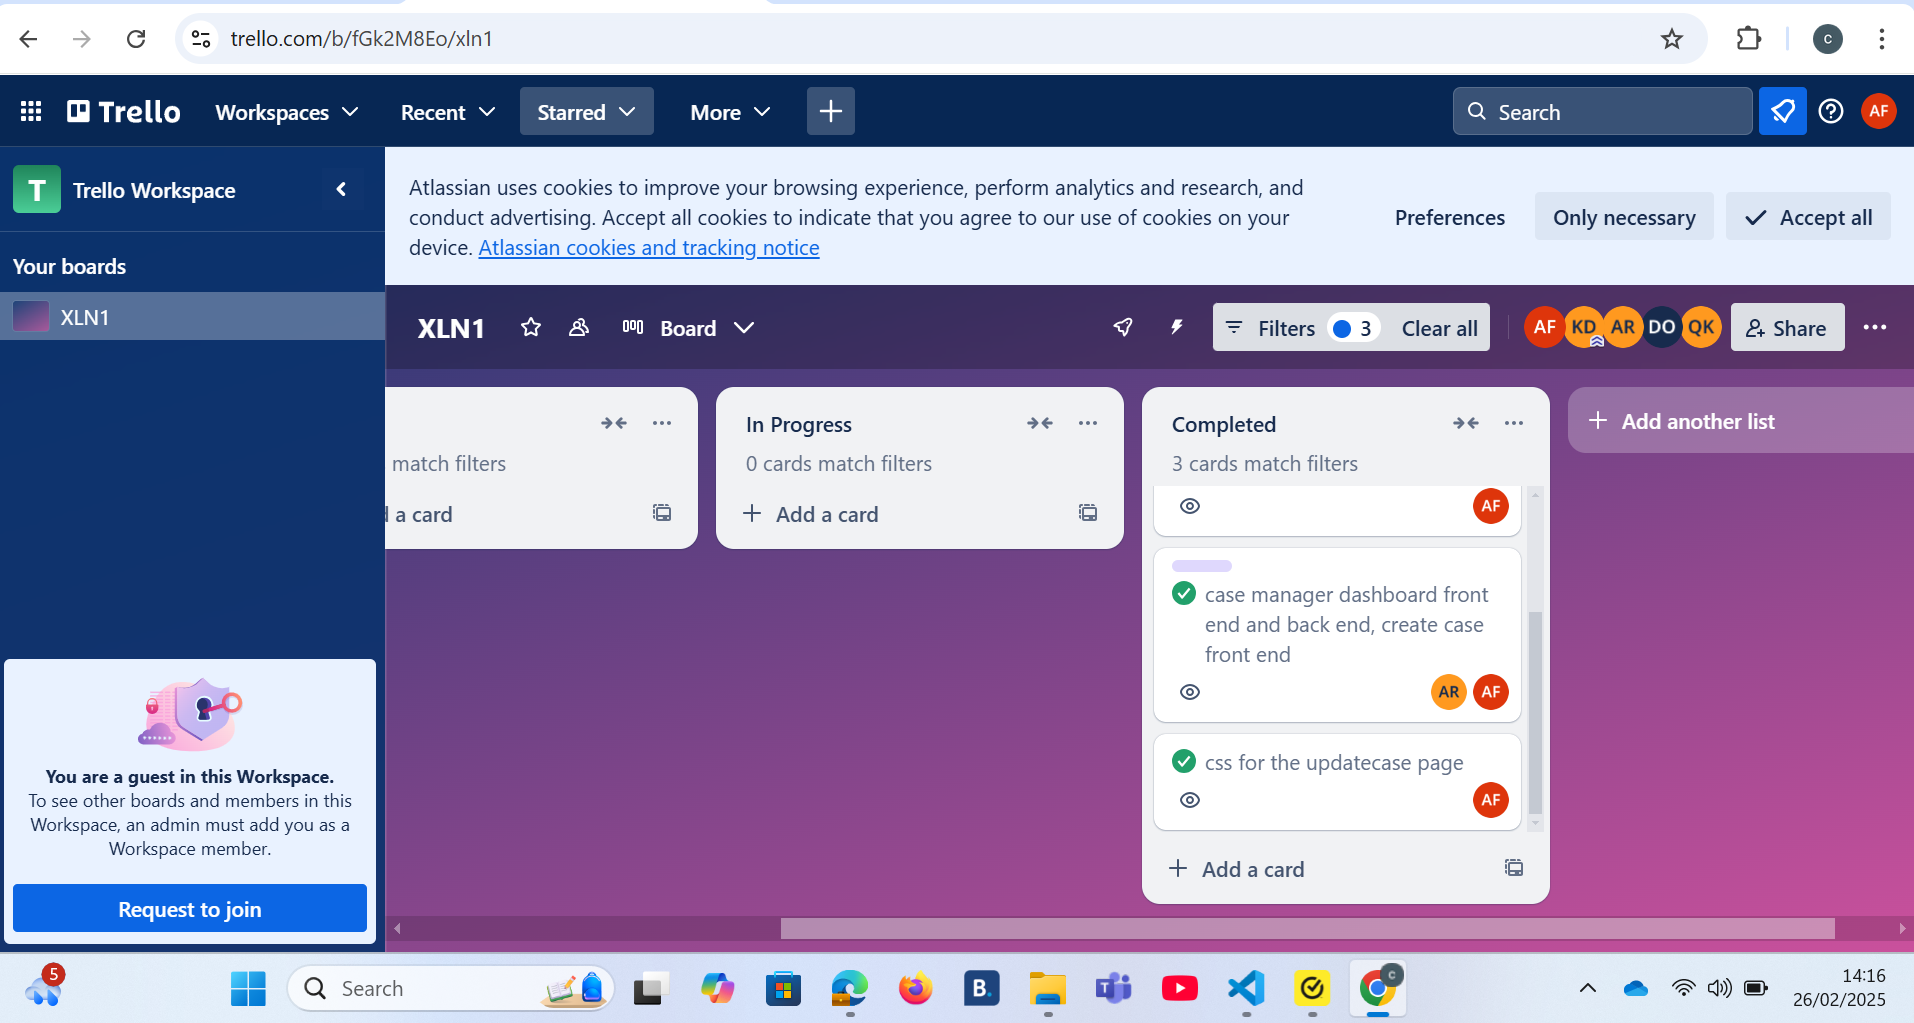 trello.com/b/fGk2M8Eo/xln1
C
Trello
Workspaces
Recent
Starred
More
Search
AF
T
Trello Workspace
Your boards
XLN1
Atlassian uses cookies to improve your browsing experience, perform analytics and research, and
conduct advertising. Accept all cookies to indicate that you agree to our use of cookies on your
device. Atlassian cookies and tracking notice
Preferences
Only necessary
Accept all
XLN1
Board
Filters
3
Clear all
AF
KD
AR
DO
QK
Share
match filters
a card
In Progress
0 cards match filters
Add a card
Completed
3 cards match filters
AF
case manager dashboard front
end and back end, create case
front end
AR
AF
css for the updatecase page
AF
Add a card
Add another list
You are a guest in this Workspace.
To see other boards and members in this
Workspace, an admin must add you as a
Workspace member.
Request to join
5
Search
B.
T
C
14:16
26/02/2025